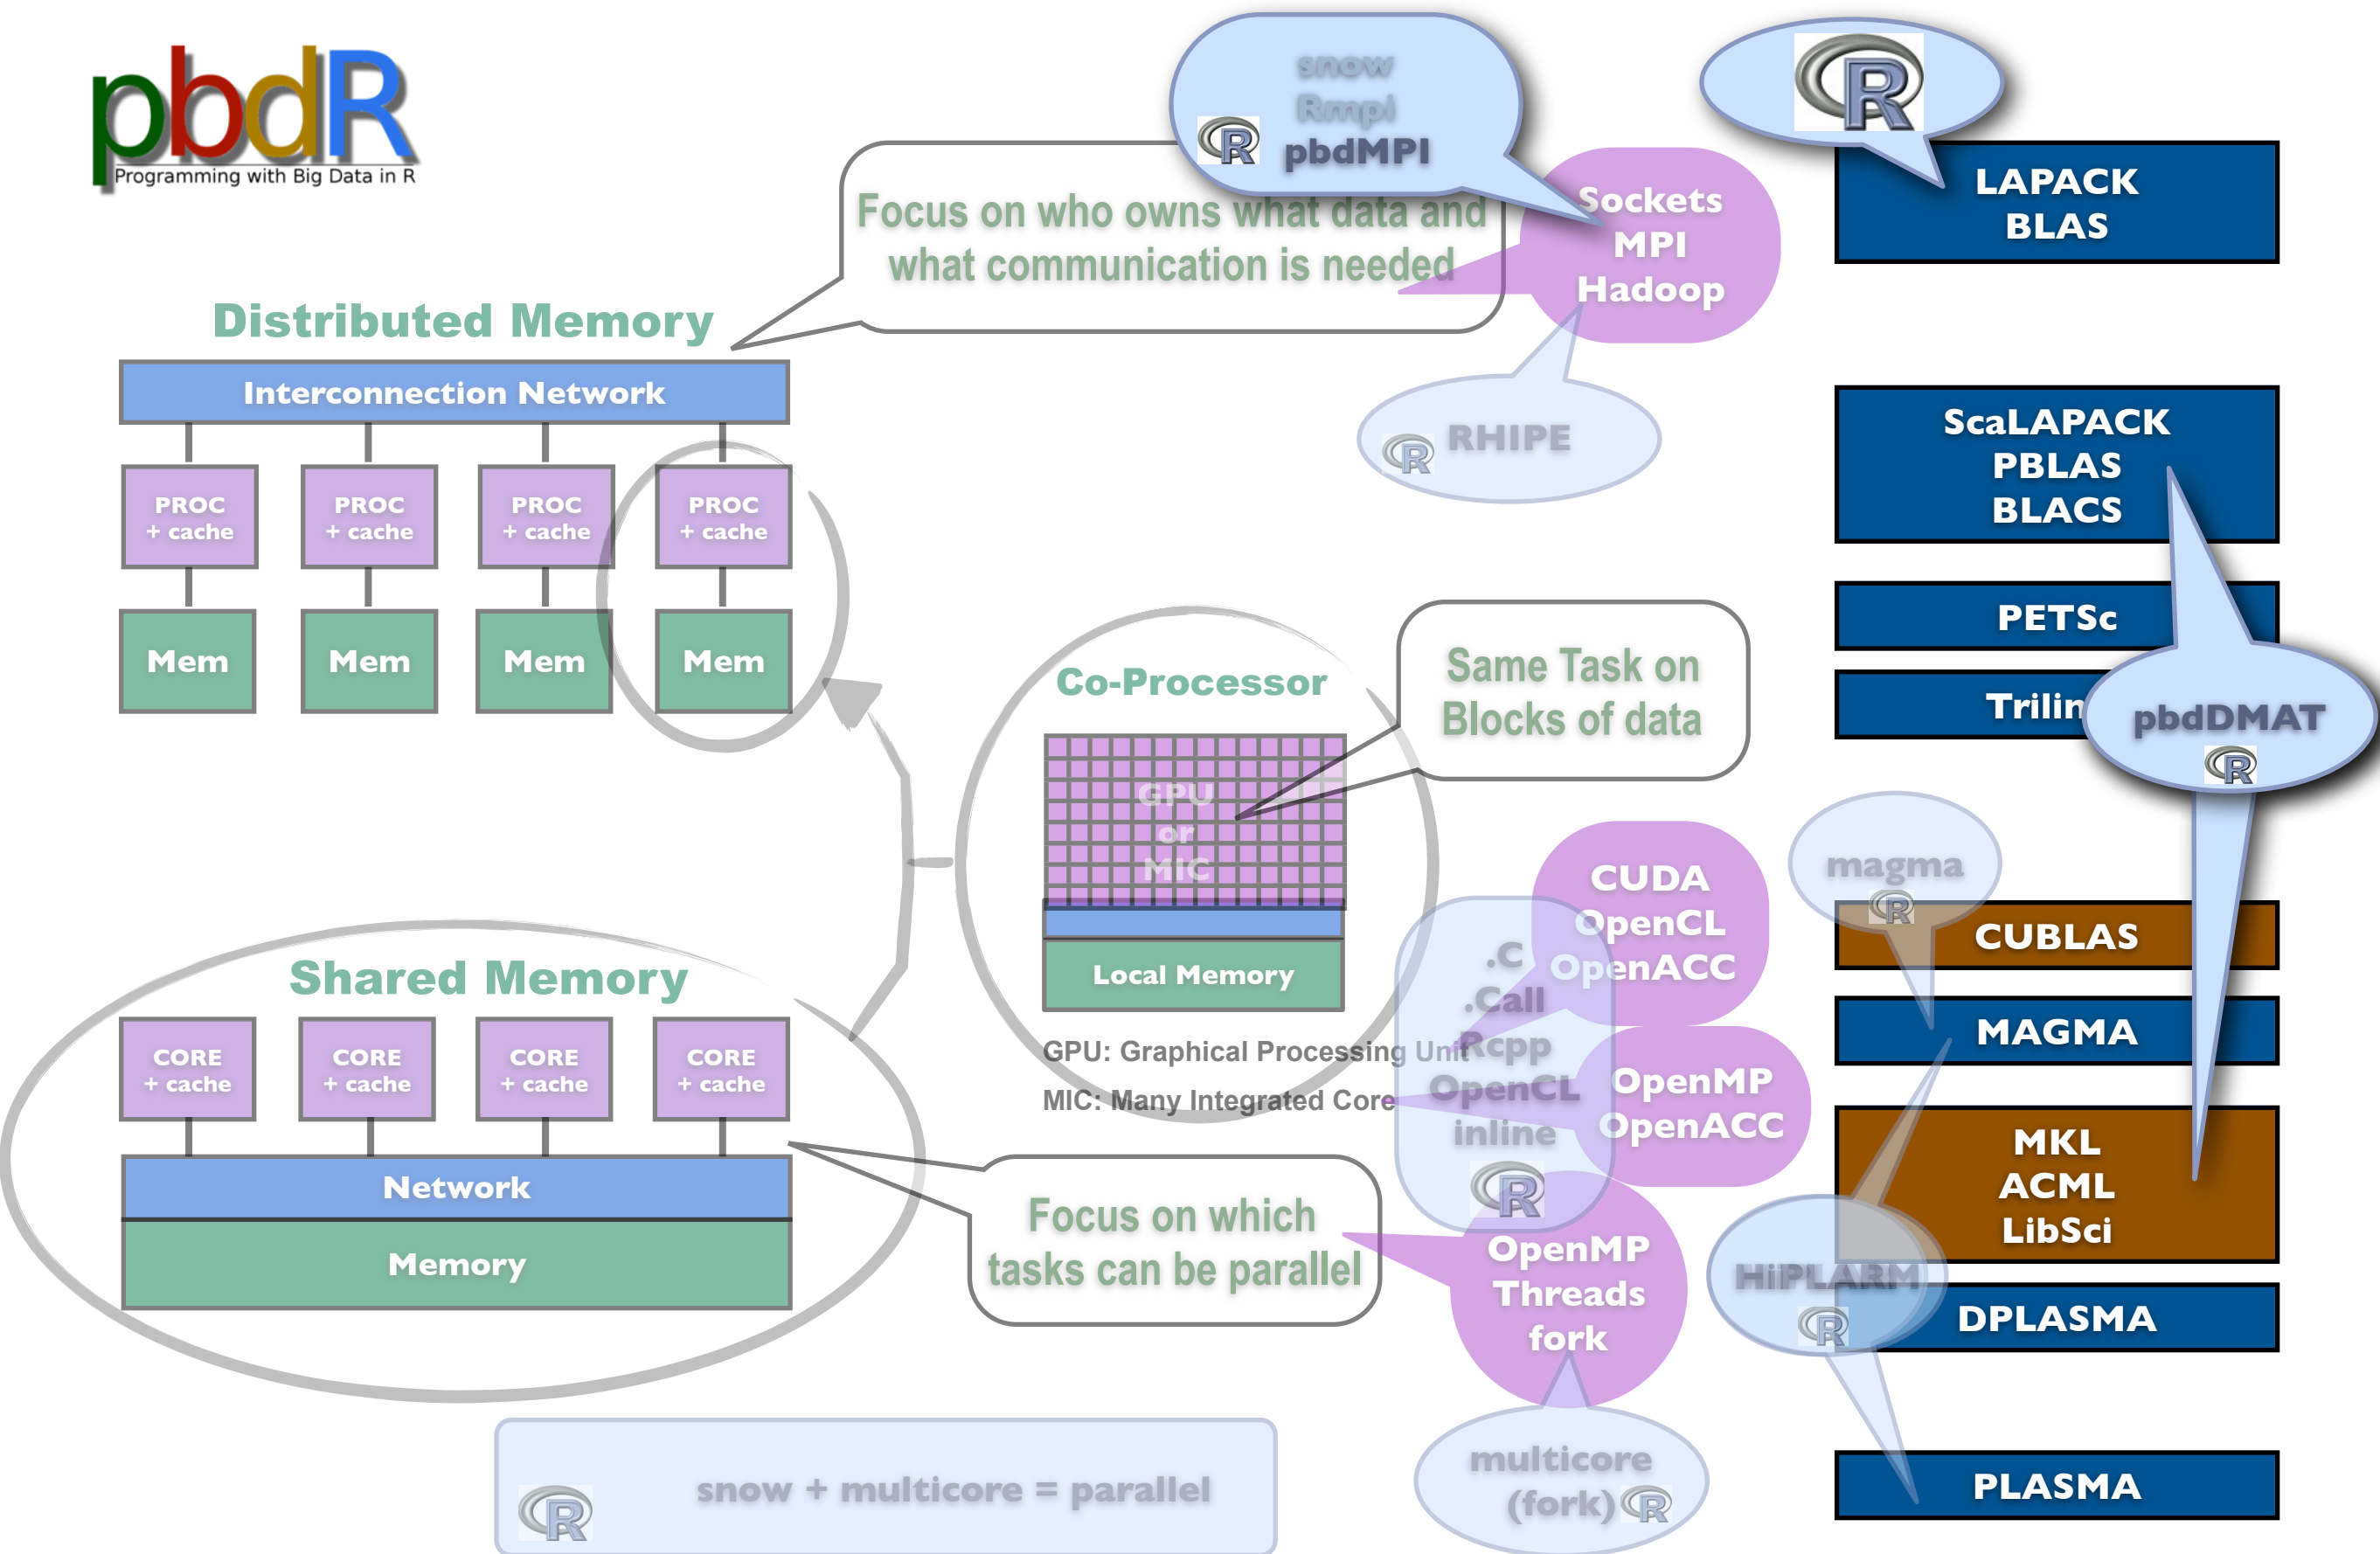 pbdR
Programming with Big Data in R
snow
Rmpi
pbdMPI
R
R
Focus on who owns what data and
what communication is needed
Sockets
MPI
Hadoop
LAPACK
BLAS
Distributed Memory
Interconnection Network
PROC
+ cache
PROC
+ cache
PROC
+ cache
PROC
+ cache
Mem
Mem
Mem
Mem
RHIPE
R
ScaLAPACK
PBLAS
BLACS
PETSc
pbdDMAT
R
Co-Processor
GPU
or
MIC
Local Memory
GPU: Graphical Processing Unit
MIC: Many Integrated Core
Same Task on
Blocks of data
CUDA
OpenCL
OpenACC
.C
.Call
Rcpp
OpenCL
inline
R
OpenMP
OpenACC
magma
R
CUBLAS
MAGMA
MKL
ACML
LibSci
HiPLARM
R
DPLASMA
PLASMA
Shared Memory
CORE
+ cache
CORE
+ cache
CORE
+ cache
CORE
+ cache
Network
Memory
Focus on which
tasks can be parallel
OpenMP
Threads
fork
multicore
(fork)
R
R
snow + multicore = parallel